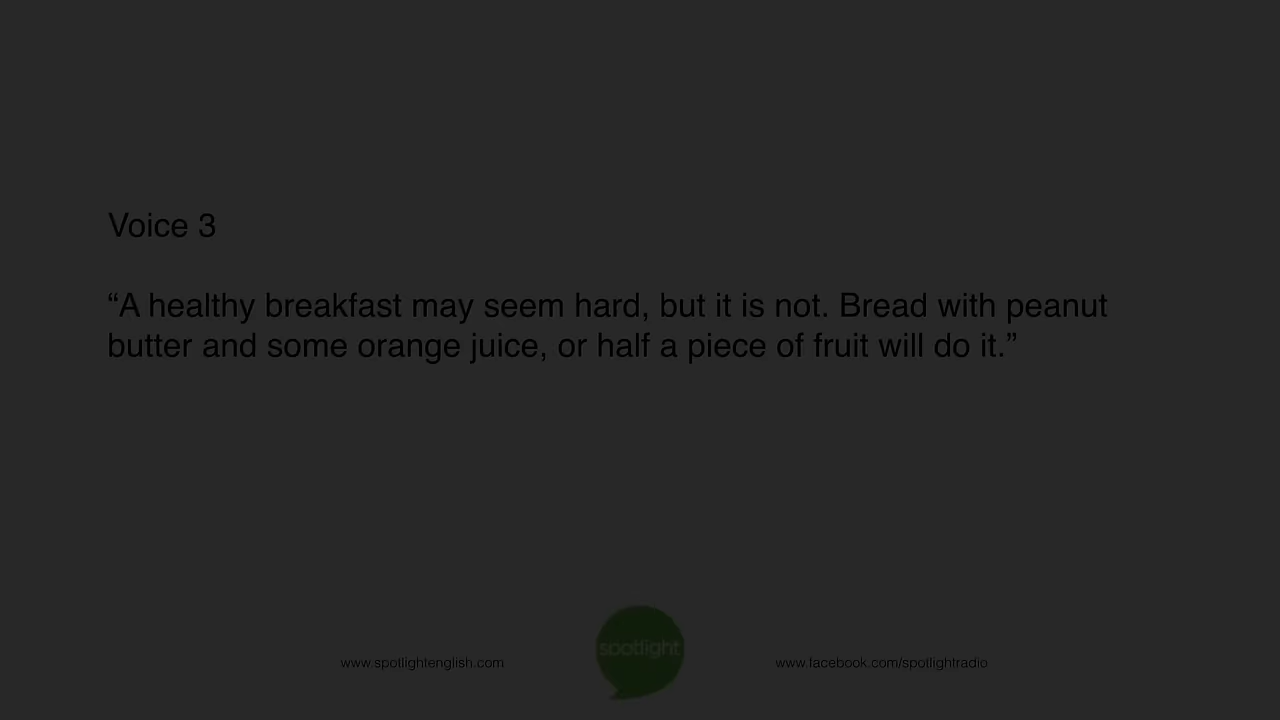 Voice 3
“A healthy breakfast may seem hard, but it is not. Bread with peanut
butter and some orange juice, or half a piece of fruit will do it.”
spotlight
www.spotlightenglish.com
www.facebook.com/spotlightradio